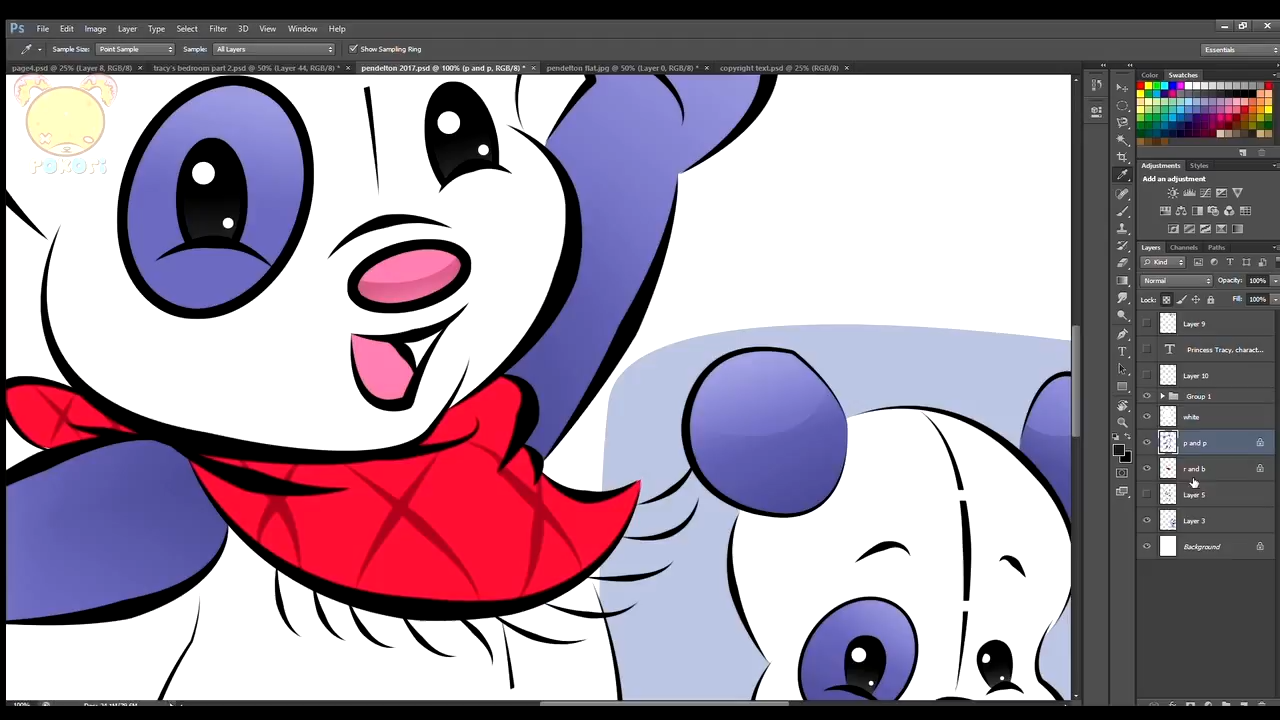 Ps File Edit Image Layer Type Select Filter 3D View Window Help
Sample Size: Point Sample Sample: All Layers Show Sampling Ring Essentials
page4.psd @ 25% (Layer 8, RGB/8) * × tracy's bedroom part 2.psd @ 50% (Layer 44, RGB/8) * × pendelton 2017.psd @ 100% (p and p, RGB/8) * × pendelton flat.jpg @ 50% (Layer 0, RGB/8) * × copyright text.psd @ 25% (RGB/8) ×
Color Swatches
POXORI
Adjustments Styles
Add an adjustment
Layers Channels Paths
Kind
Normal Opacity: 100%
Lock: Fill: 100%
Layer 9
T Princess Tracy, charact...
Layer 10
Group 1
white
p and p
r and b
Layer 5
Layer 3
Background